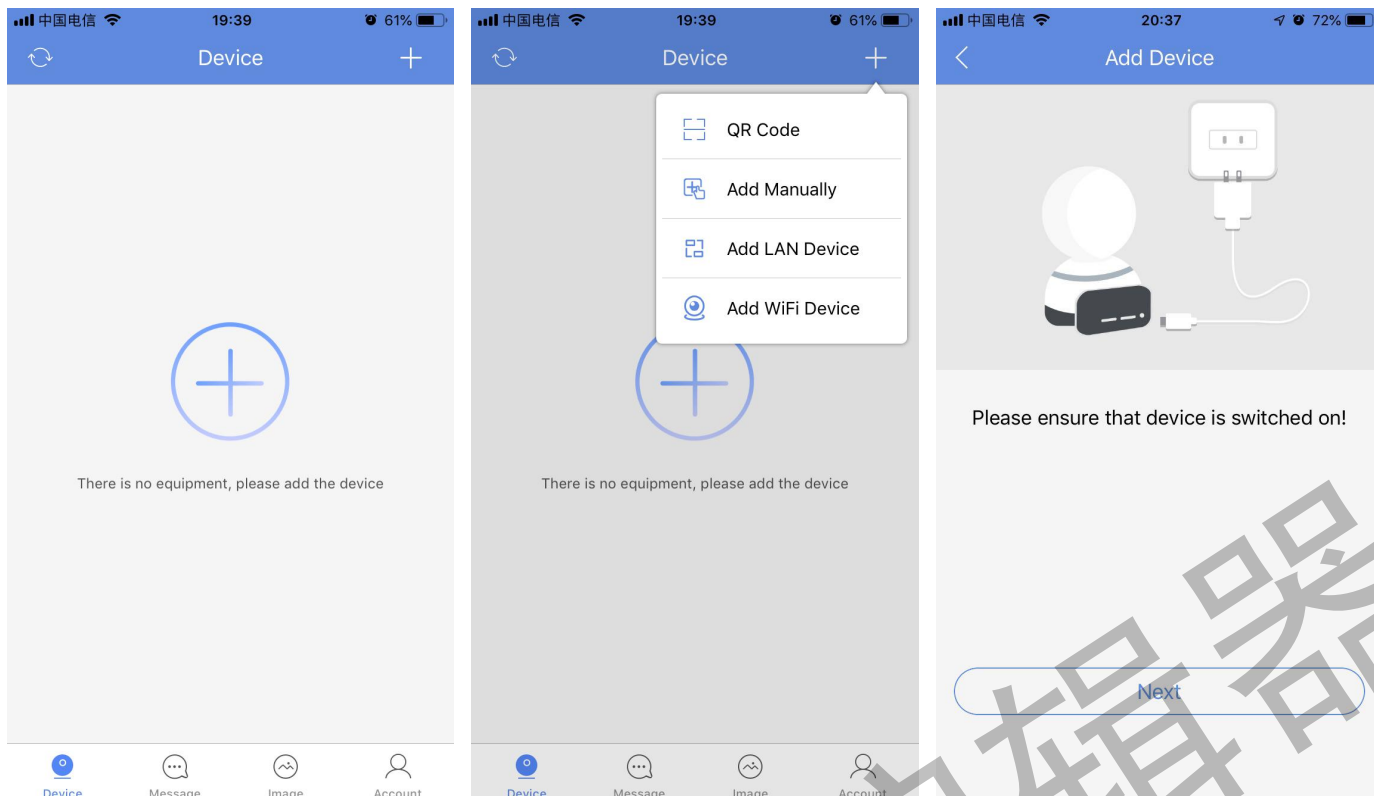 中国电信 19:39 61%
Device
There is no equipment, please add the device
Device Message Image Account
中国电信 19:39 61%
Device
QR Code
Add Manually
Add LAN Device
Add WiFi Device
There is no equipment, please add the device
Device Message Image Account
中国电信 20:37 72%
Add Device
Please ensure that device is switched on!
Next
辑器